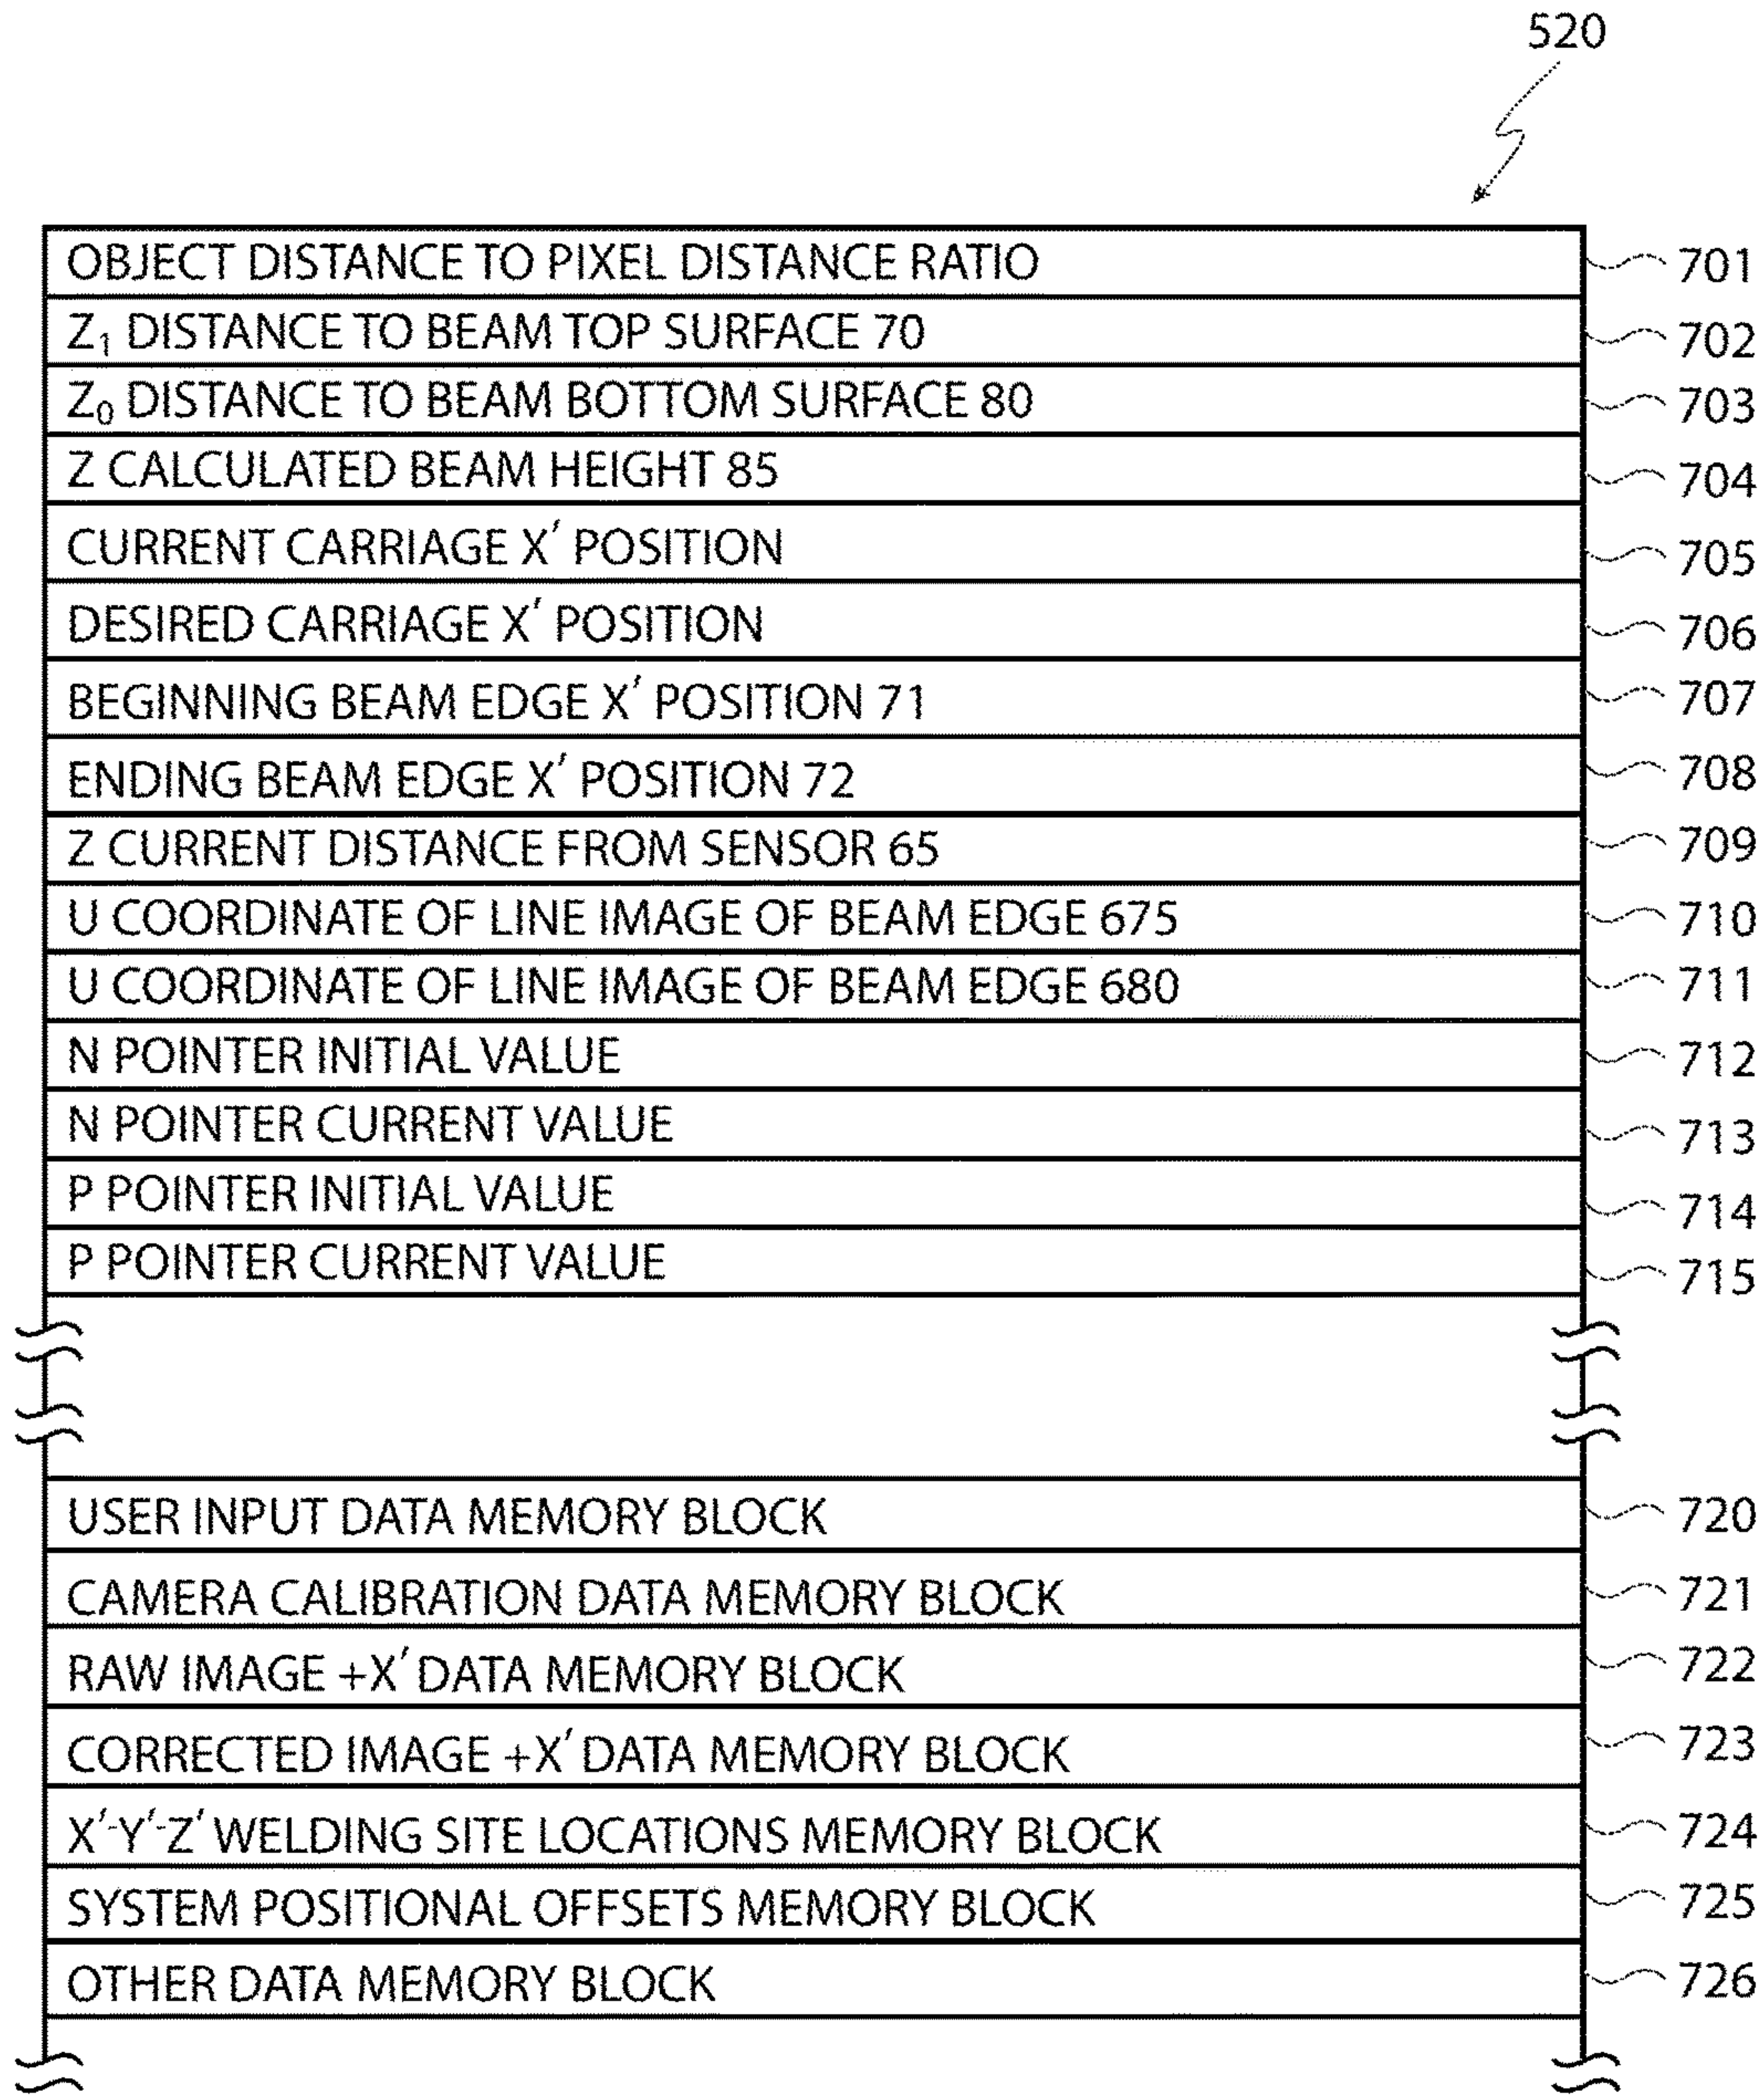 520
OBJECT DISTANCE TO PIXEL DISTANCE RATIO 701
Z₁ DISTANCE TO BEAM TOP SURFACE 70 702
Z₀ DISTANCE TO BEAM BOTTOM SURFACE 80 703
Z CALCULATED BEAM HEIGHT 85 704
CURRENT CARRIAGE X′ POSITION 705
DESIRED CARRIAGE X′ POSITION 706
BEGINNING BEAM EDGE X′ POSITION 71 707
ENDING BEAM EDGE X′ POSITION 72 708
Z CURRENT DISTANCE FROM SENSOR 65 709
U COORDINATE OF LINE IMAGE OF BEAM EDGE 675 710
U COORDINATE OF LINE IMAGE OF BEAM EDGE 680 711
N POINTER INITIAL VALUE 712
N POINTER CURRENT VALUE 713
P POINTER INITIAL VALUE 714
P POINTER CURRENT VALUE 715
USER INPUT DATA MEMORY BLOCK 720
CAMERA CALIBRATION DATA MEMORY BLOCK 721
RAW IMAGE +X′ DATA MEMORY BLOCK 722
CORRECTED IMAGE +X′ DATA MEMORY BLOCK 723
X′-Y′-Z′ WELDING SITE LOCATIONS MEMORY BLOCK 724
SYSTEM POSITIONAL OFFSETS MEMORY BLOCK 725
OTHER DATA MEMORY BLOCK 726